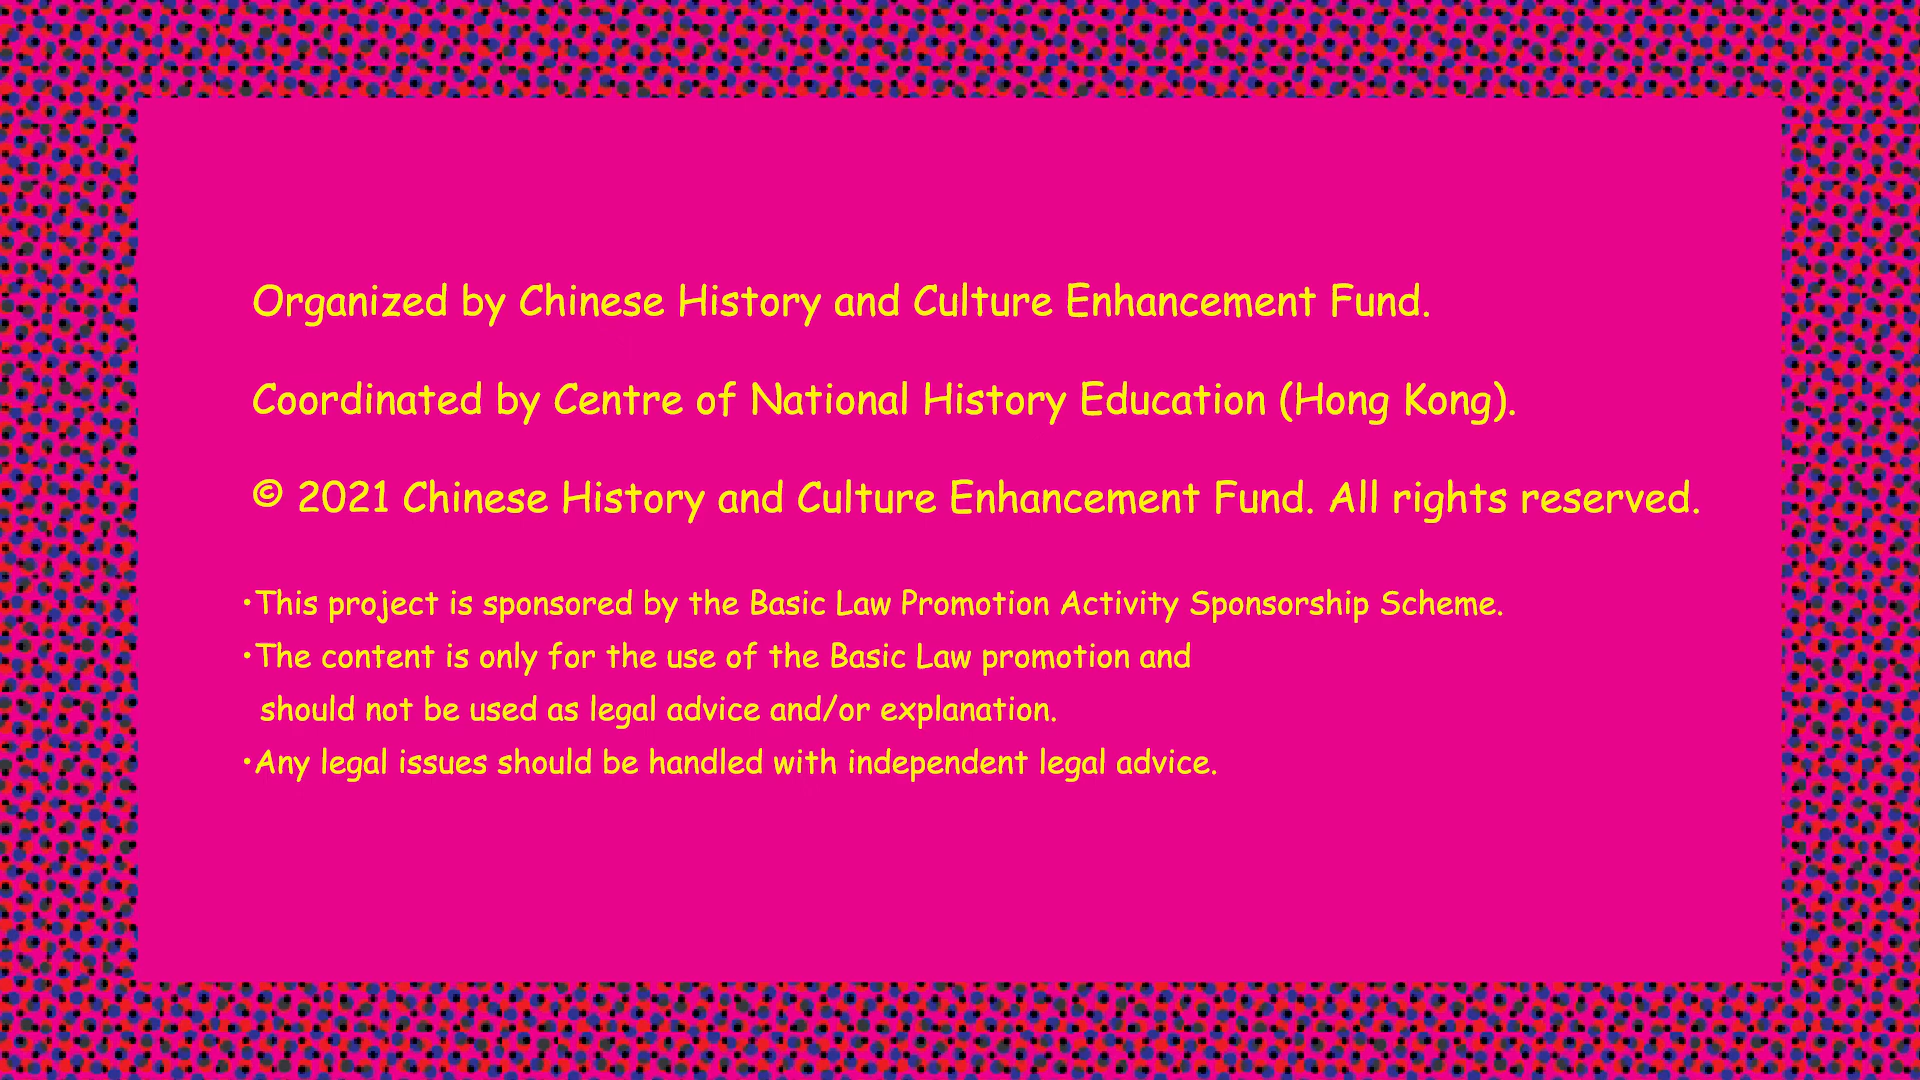 Organized by Chinese History and Culture Enhancement Fund.
Coordinated by Centre of National History Education (Hong Kong).
© 2021 Chinese History and Culture Enhancement Fund. All rights reserved.
•This project is sponsored by the Basic Law Promotion Activity Sponsorship Scheme.
•The content is only for the use of the Basic Law promotion and
should not be used as legal advice and/or explanation.
•Any legal issues should be handled with independent legal advice.